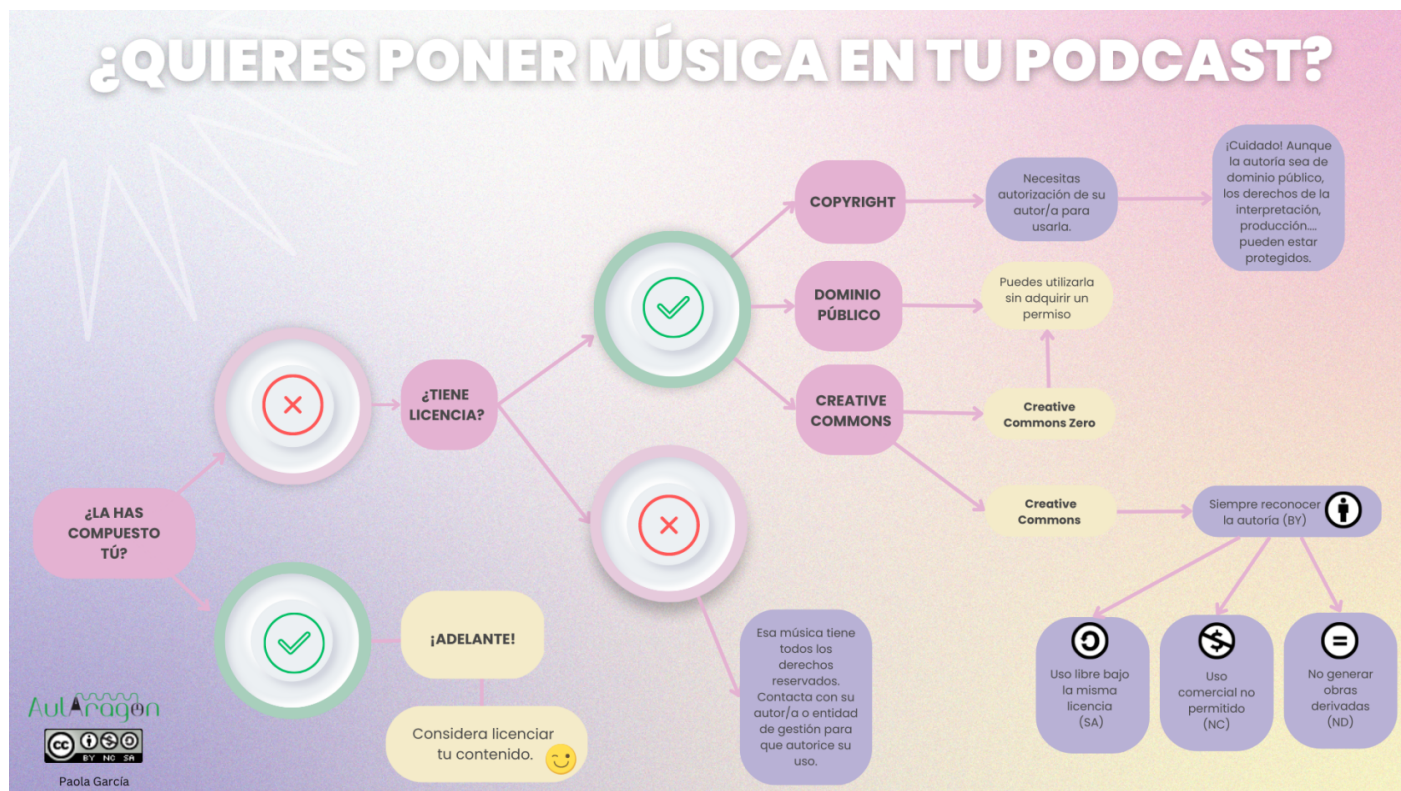 ¿QUIERES PONER MÚSICA EN TU PODCAST?
¿LA HAS
COMPUESTO
TÚ?
¿TIENE
LICENCIA?
COPYRIGHT
Necesitas
autorización de su
autor/a para
usarla.
¡Cuidado! Aunque
la autoría sea de
dominio público,
los derechos de la
interpretación,
producción....
pueden estar
protegidos.
DOMINIO
PÚBLICO
Puedes utilizarla
sin adquirir un
permiso
CREATIVE
COMMONS
Creative
Commons Zero
Creative
Commons
Siempre reconocer
la autoría (BY)
Uso libre bajo
la misma
licencia
(SA)
Uso
comercial no
permitido
(NC)
No generar
obras
derivadas
(ND)
Esa música tiene
todos los
derechos
reservados.
Contacta con su
autor/a o entidad
de gestión para
que autorice su
uso.
¡ADELANTE!
Considera licenciar
tu contenido.
AulAragón
cc
BY NC SA
Paola García